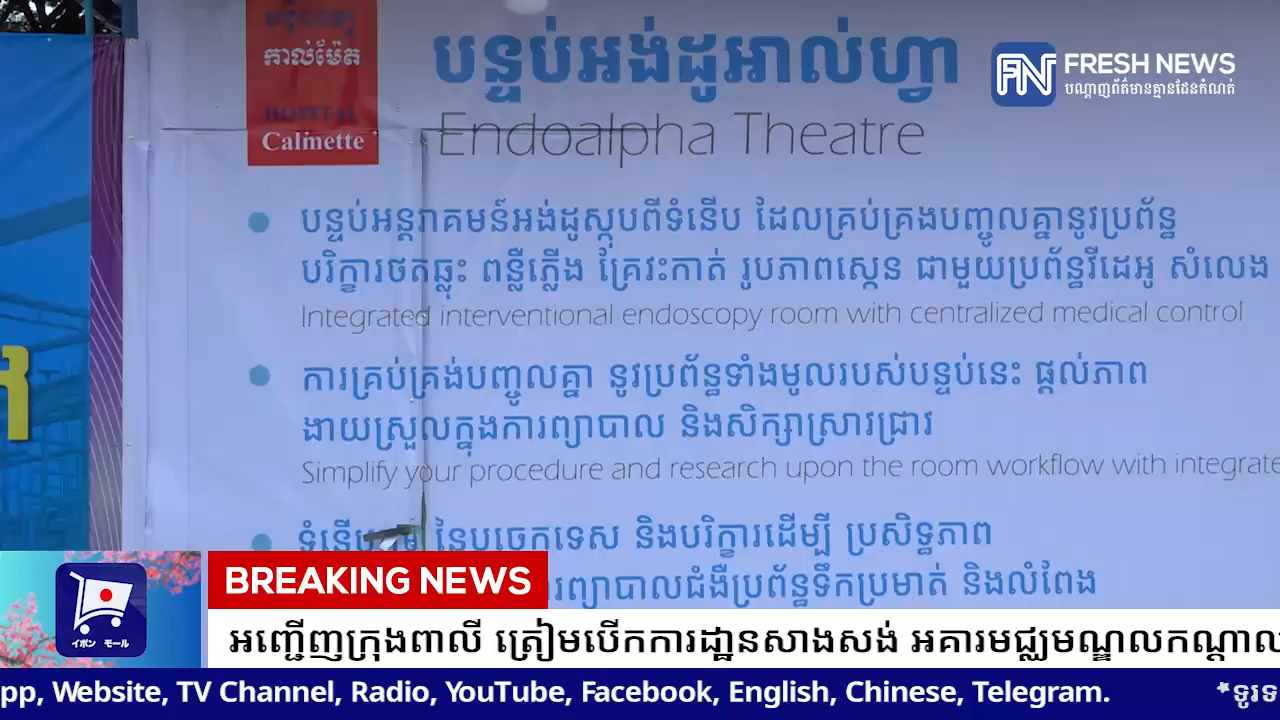 កាល់ម៉ែត
Calmette
បន្ទប់អង់ដូអាល់ហ្វា
Endoalpha Theatre
FRESH NEWS
បណ្ដាញព័ត៌មានគ្មានដែនកំណត់
បន្ទប់អន្តរាគមន៍អង់ដូស្កុបពីទំនើប ដែលគ្រប់គ្រងបញ្ចូលគ្នានូវប្រព័ន្ធ
បរិក្ខារថតឆ្លុះ ពន្លឺភ្លើង គ្រែវះកាត់ រូបភាពស្កេន ជាមួយប្រព័ន្ធវីដេអូ សំលេង
Integrated interventional endoscopy room with centralized medical control
ការគ្រប់គ្រង់បញ្ចូលគ្នា នូវប្រព័ន្ធទាំងមូលរបស់បន្ទប់នេះ ផ្ដល់ភាព
ងាយស្រួលក្នុងការព្យាបាល និងសិក្សាស្រាវជ្រាវ
Simplify your procedure and research upon the room workflow with integrate
នៃបច្ចេកទេស និងបរិក្ខារដើម្បី ប្រសិទ្ធភាព
ព្យាបាលជំងឺប្រព័ន្ធទឹកប្រមាត់ និងលំពែង
イオン モール
BREAKING NEWS
អញ្ជើញក្រុងពាលី ត្រៀមបើកការដ្ឋានសាងសង់ អគារមជ្ឈមណ្ឌលកណ្ដាល
pp, Website, TV Channel, Radio, YouTube, Facebook, English, Chinese, Telegram.
*ទូរទ